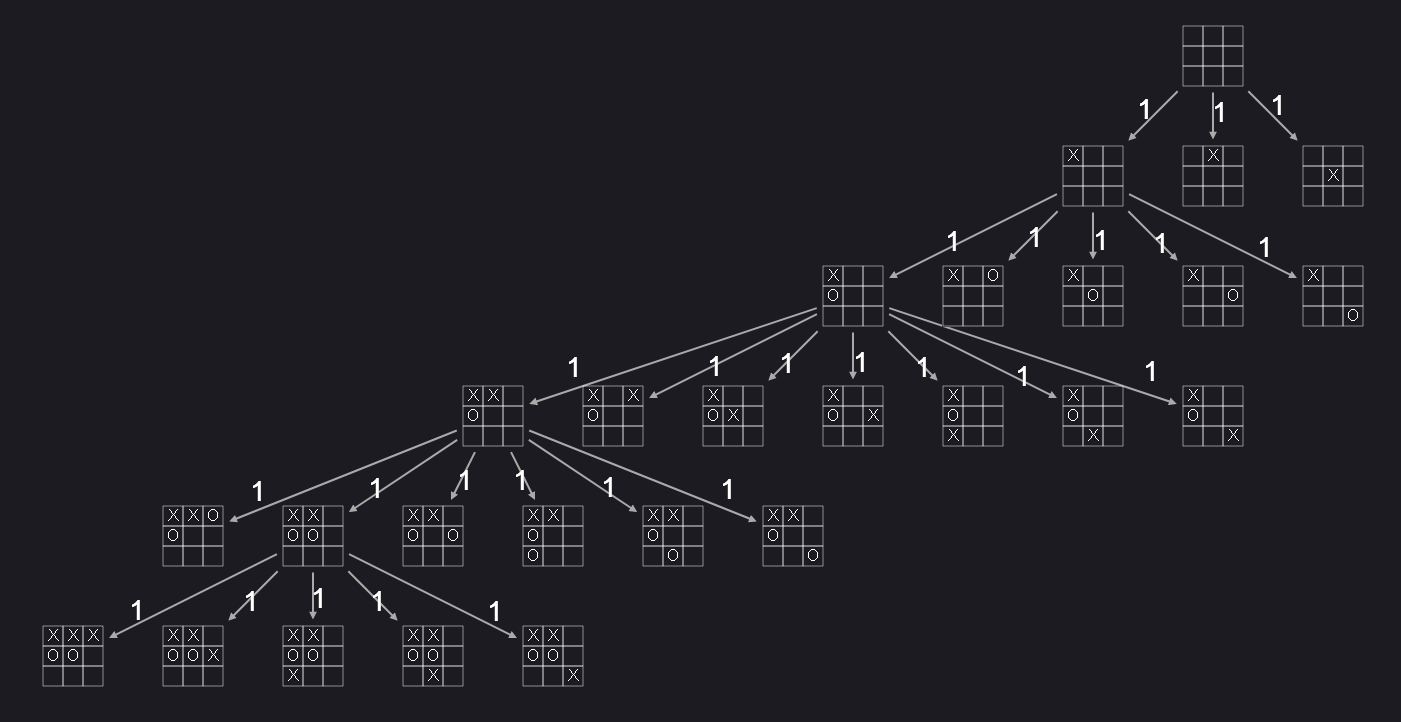 1 1 1
X X X
1 1 1 1 1
X X O X X X
O O O
O
1 1 1 1 1 1 1
X X X X X X X X X
O O O X O X O O O
X X X
1 1 1 1 1 1
X X O X X X X X X X X X X
O O O O O O O O
O O O
1 1 1 1 1
X X X X X X X X X X X
O O O O X O O O O O O
X X X